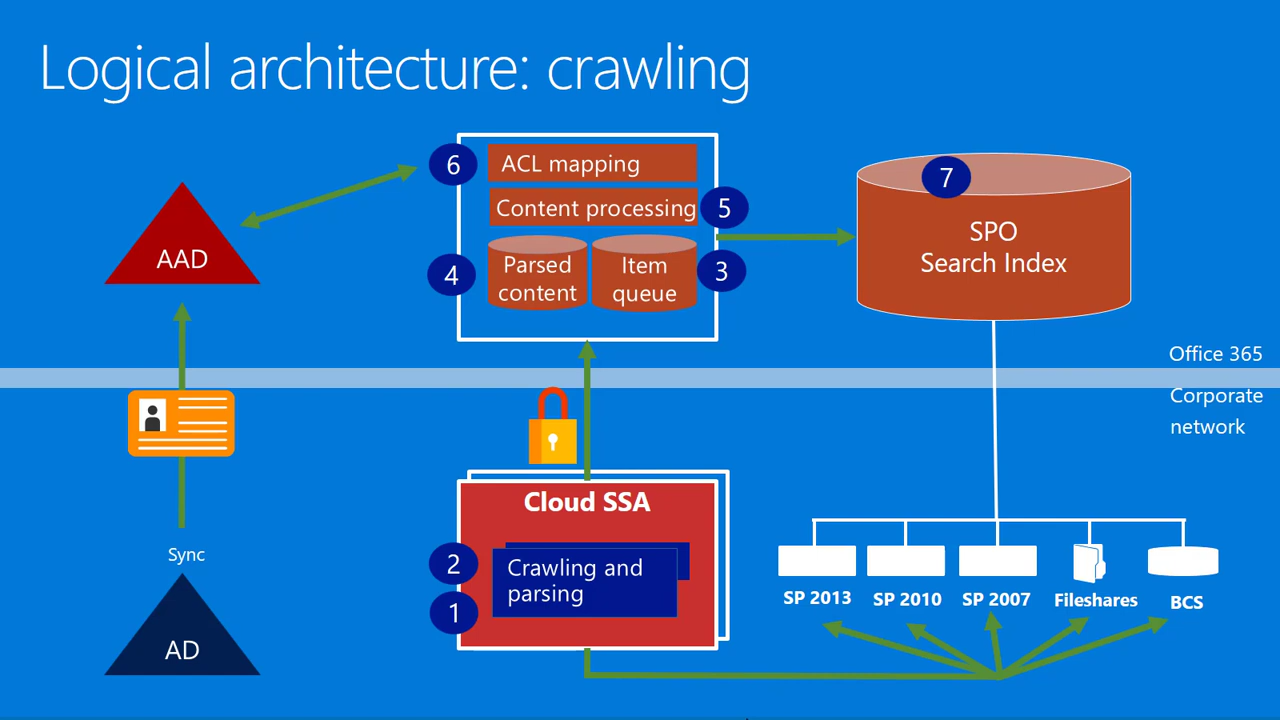 Logical architecture: crawling
6
ACL mapping
Content processing
5
4
Parsed
content
Item
queue
3
7
SPO
Search Index
AAD
Office 365
Corporate
network
Sync
AD
Cloud SSA
2
Crawling and
parsing
1
SP 2013
SP 2010
SP 2007
Fileshares
BCS